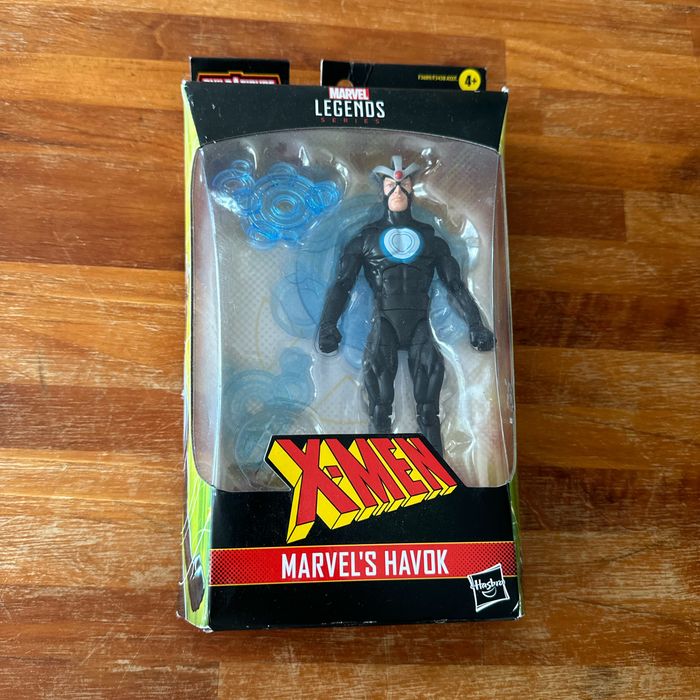 MARVEL
LEGENDS
SERIES
4+
X-MEN
MARVEL'S HAVOK
Hasbro